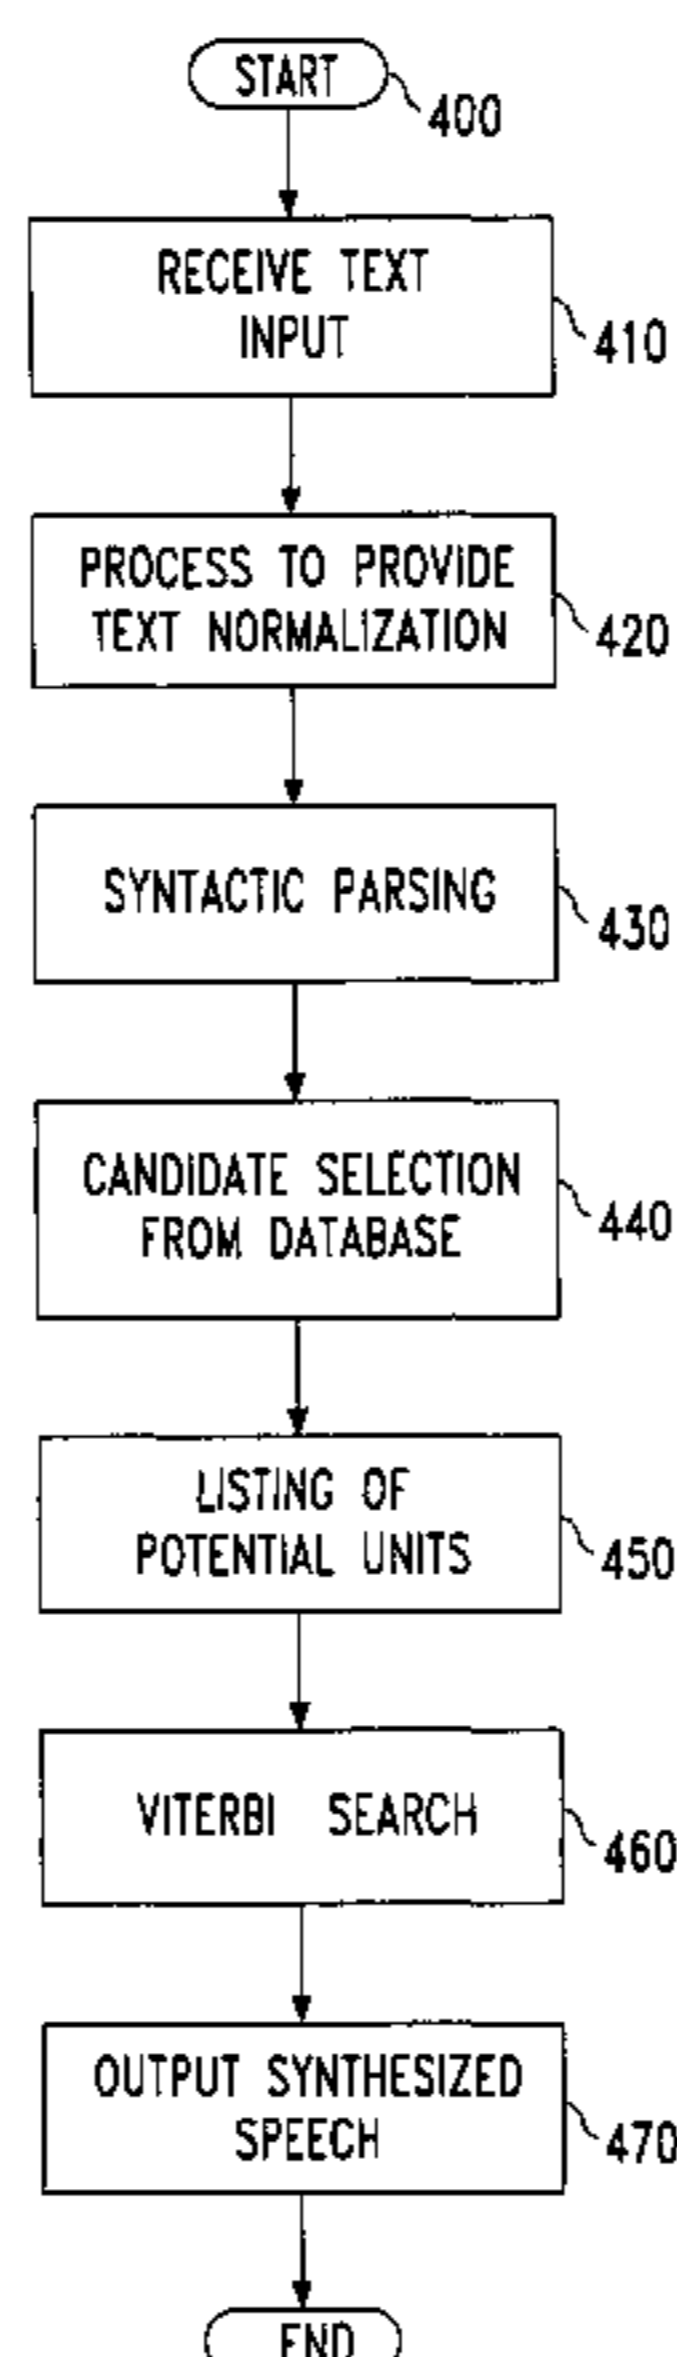 START
400
RECEIVE TEXT
INPUT
410
PROCESS TO PROVIDE
TEXT NORMALIZATION
420
SYNTACTIC PARSING
430
CANDIDATE SELECTION
FROM DATABASE
440
LISTING OF
POTENTIAL UNITS
450
VITERBI SEARCH
460
OUTPUT SYNTHESIZED
SPEECH
470
END